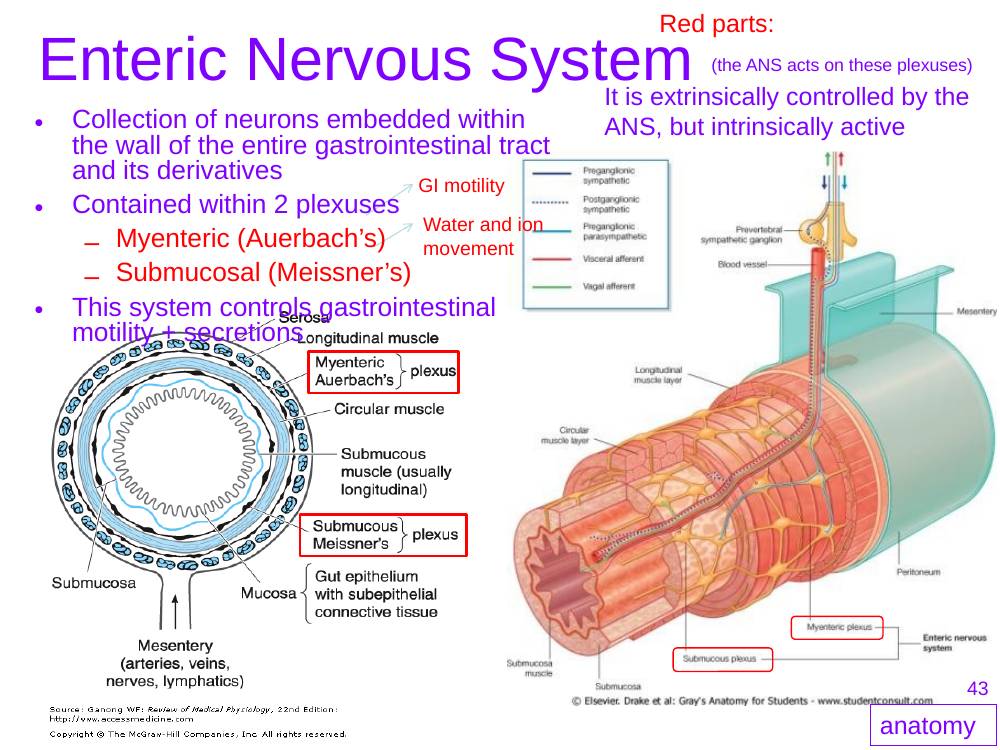 Red parts:
Enteric Nervous System
(the ANS acts on these plexuses)
It is extrinsically controlled by the
ANS, but intrinsically active
• Collection of neurons embedded within
the wall of the entire gastrointestinal tract
and its derivatives
• Contained within 2 plexuses
GI motility
– Myenteric (Auerbach's)
Water and ion
movement
– Submucosal (Meissner's)
• This system controls gastrointestinal
motility + secretions
Serosa
Longitudinal muscle
Myenteric
Auerbach's
plexus
Circular muscle
Submucous
muscle (usually
longitudinal)
Submucous
Meissner's
plexus
Submucosa
Mucosa
Gut epithelium
with subepithelial
connective tissue
Mesentery
(arteries, veins,
nerves, lymphatics)
Source: Ganong WF: Review of Medical Physiology, 22nd Edition:
http://www.accessmedicine.com
Copyright © The McGraw-Hill Companies, Inc. All rights reserved.
Preganglionic
sympathetic
Postganglionic
sympathetic
Preganglionic
parasympathetic
Visceral afferent
Vagal afferent
Prevertebral
sympathetic ganglion
Blood vessel
Mesentery
Longitudinal
muscle layer
Circular
muscle layer
Peritoneum
Myenteric plexus
Enteric nervous
system
Submucous plexus
Submucosa
muscle
Submucosa
© Elsevier. Drake et al: Gray's Anatomy for Students - www.studentconsult.com
43
anatomy